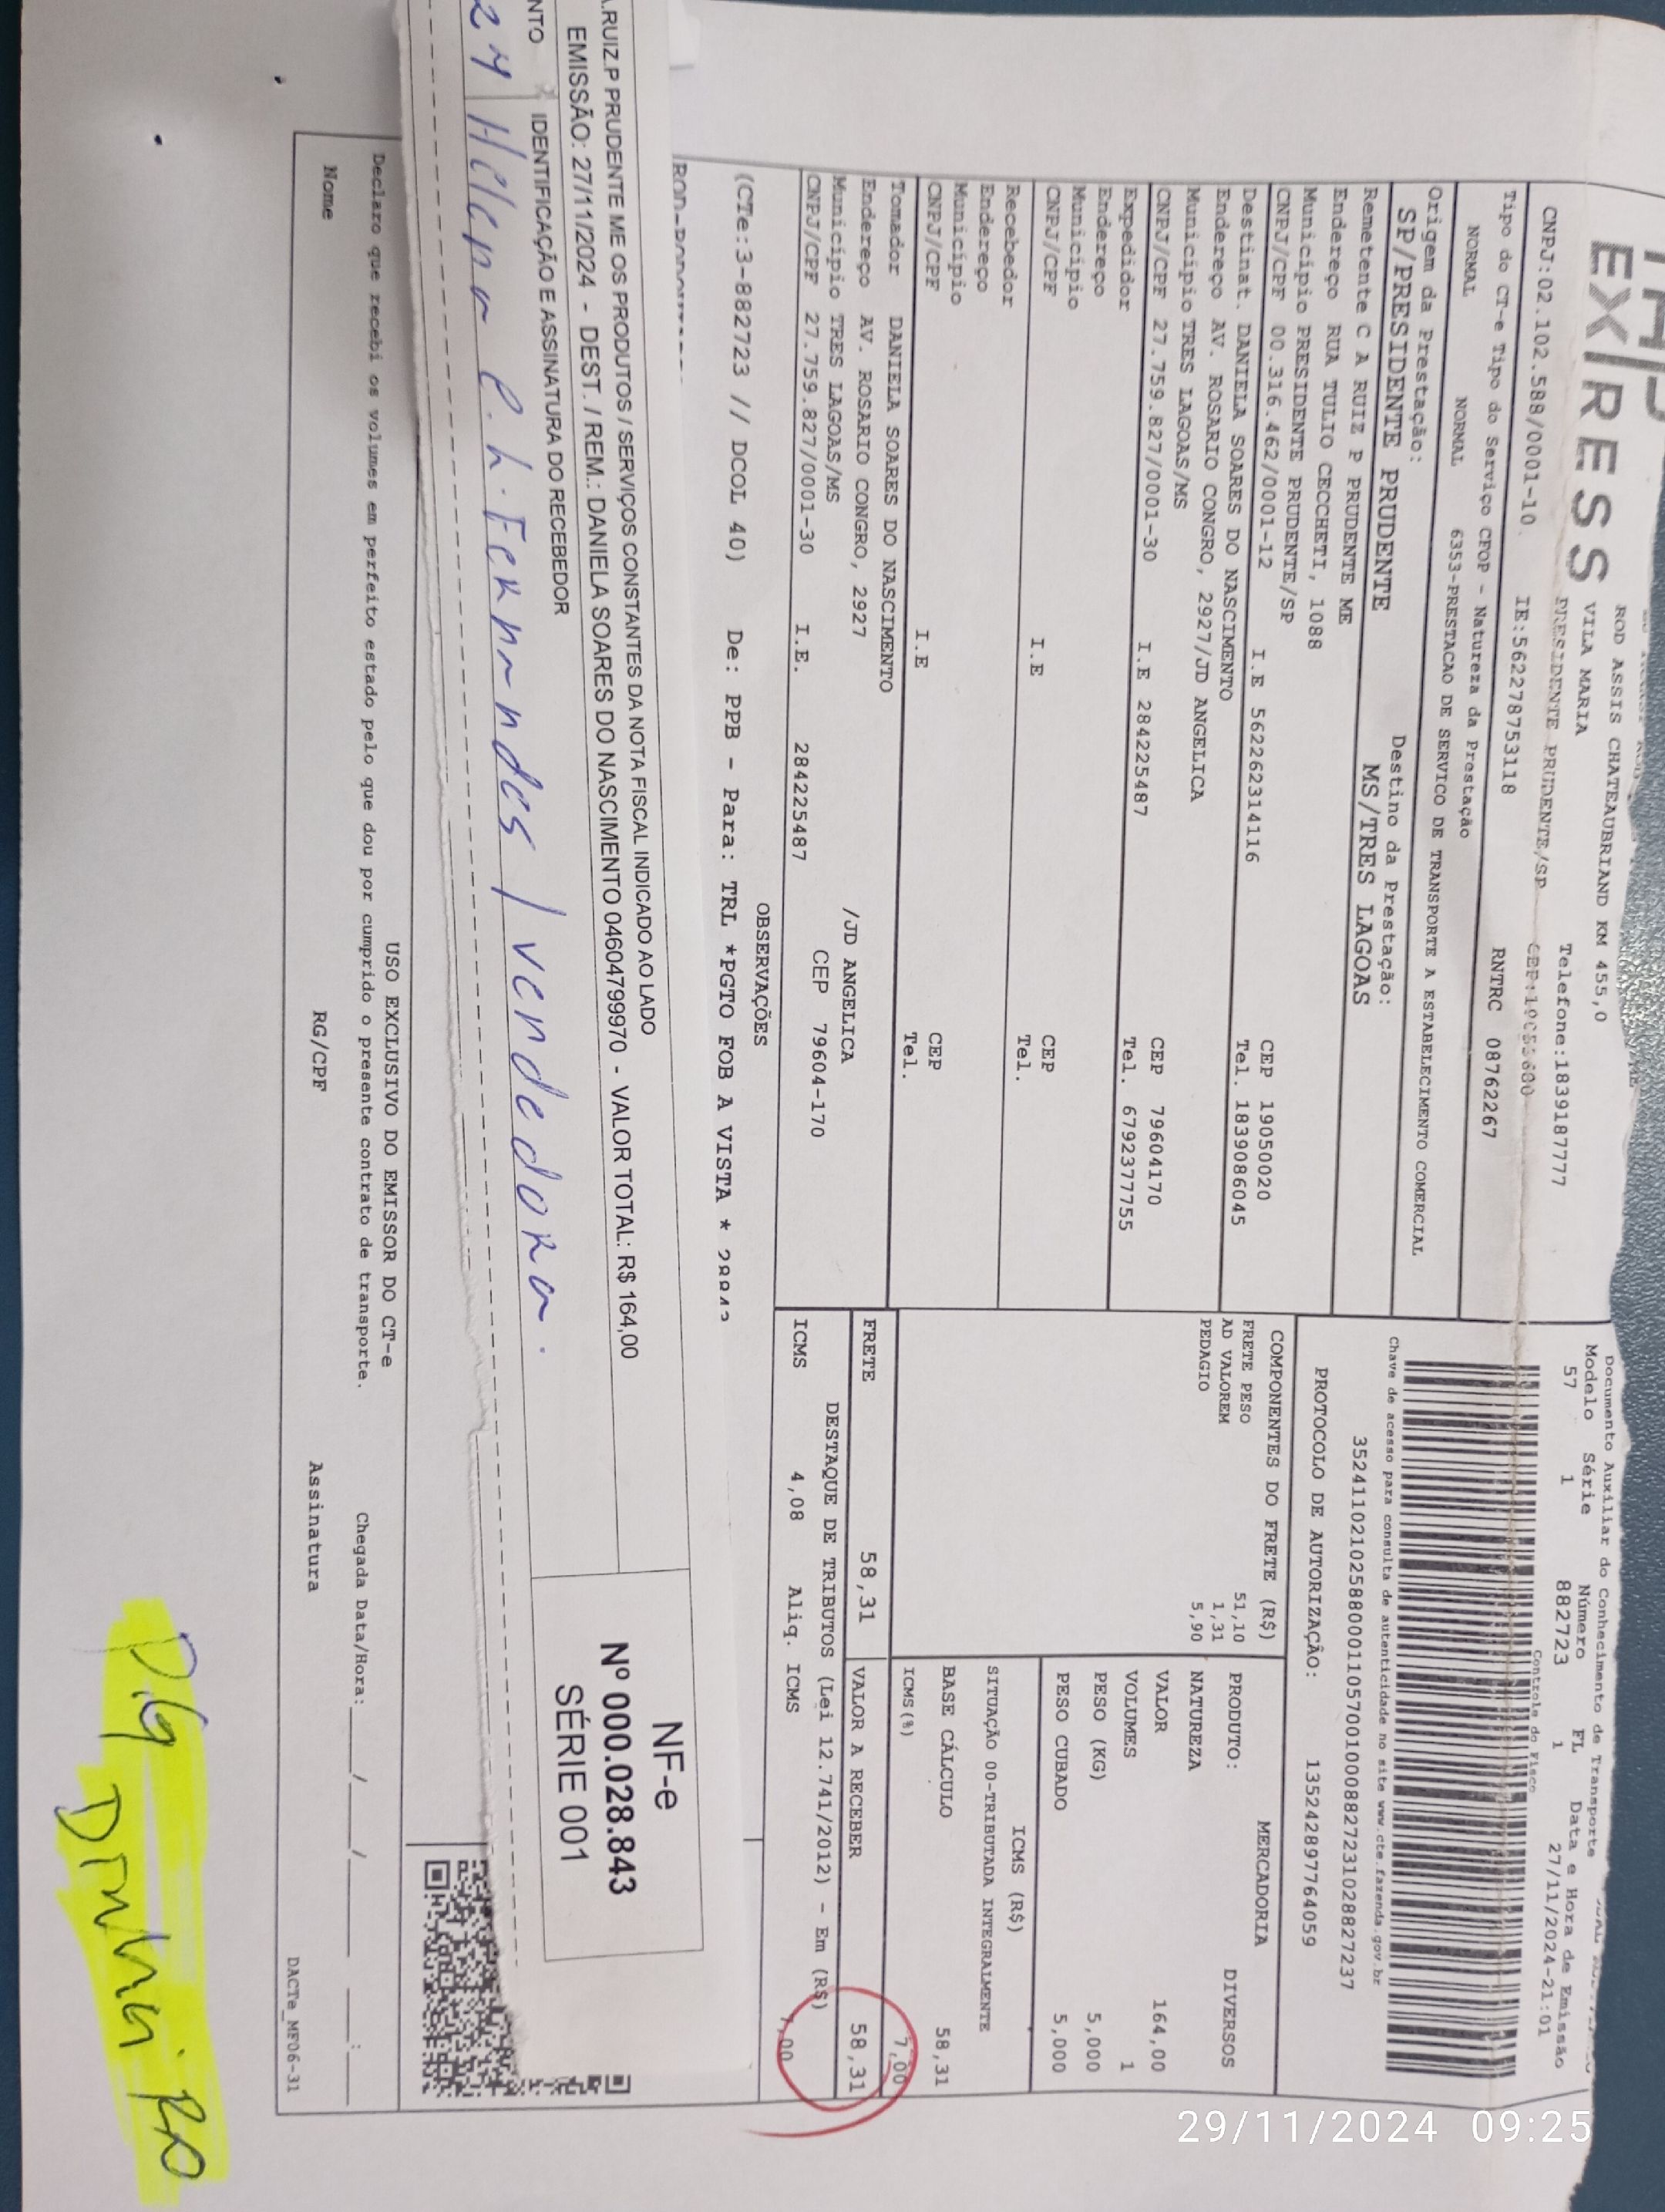 EXPRESS
ROD ASSIS CHATEAUBRIAND KM 455,0
VILA MARIA
PRESIDENTE PRUDENTE/SP
Telefone:1839187777
CNPJ:02.102.588/0001-10
IE:562278753118
RNTRC 08762267
Tipo do CT-e Tipo do Serviço CFOP - Natureza da Prestação
NORMAL NORMAL 6353-PRESTACAO DE SERVICO DE TRANSPORTE A ESTABELECIMENTO COMERCIAL
Origem da Prestação: Destino da Prestação:
SP/PRESIDENTE PRUDENTE MS/TRES LAGOAS
Remetente C A RUIZ P PRUDENTE ME
Endereço RUA TULIO CECCHETI, 1088
Município PRESIDENTE PRUDENTE/SP CEP 19050020
CNPJ/CPF 00.316.462/0001-12 I.E 562262314116 Tel. 1839086045
Destinat. DANIELA SOARES DO NASCIMENTO
Endereço AV. ROSARIO CONGRO, 2927/JD ANGELICA
Município TRES LAGOAS/MS CEP 79604170
CNPJ/CPF 27.759.827/0001-30 I.E 284225487 Tel. 6792377755
Expedidor
Endereço
Município CEP
CNPJ/CPF I.E Tel.
Recebedor
Endereço
Município CEP
CNPJ/CPF I.E Tel.
Tomador DANIELA SOARES DO NASCIMENTO
Endereço AV. ROSARIO CONGRO, 2927 /JD ANGELICA
Município TRES LAGOAS/MS CEP 79604-170
CNPJ/CPF 27.759.827/0001-30 I.E. 284225487
Documento Auxiliar do Conhecimento de Transporte
Modelo Série Número FL Data e Hora de Emissão
57 1 882723 1 27/11/2024-21:01
Controle do Fisco
Chave de acesso para consulta de autenticidade no site www.cte.fazenda.gov.br
35241102102588000110570010008827231028827237
PROTOCOLO DE AUTORIZAÇÃO: 135242897764059
COMPONENTES DO FRETE (R$)
FRETE PESO 51,10
AD VALOREM 1,31
PEDAGIO 5,90
MERCADORIA
PRODUTO: DIVERSOS
NATUREZA
VALOR 164,00
VOLUMES 1
PESO (KG) 5,000
PESO CUBADO 5,000
ICMS (R$)
SITUAÇÃO 00-TRIBUTADA INTEGRALMENTE
BASE CÁLCULO 58,31
ICMS(%) 7,00
FRETE 58,31 VALOR A RECEBER 58,31
DESTAQUE DE TRIBUTOS (Lei 12.741/2012) - Em (R$)
ICMS 4,08 Aliq. ICMS 7,00
OBSERVAÇÕES
(CTe:3-882723 // DCOL 40) De: PPB - Para: TRL *PGTO FOB A VISTA *
.RUIZ.P PRUDENTE ME OS PRODUTOS / SERVIÇOS CONSTANTES DA NOTA FISCAL INDICADO AO LADO
EMISSÃO: 27/11/2024 - DEST. / REM.: DANIELA SOARES DO NASCIMENTO 04604799970 - VALOR TOTAL: R$ 164,00
NTO IDENTIFICAÇÃO E ASSINATURA DO RECEBEDOR
24 Helena C. L. Fernandes / vendedora.
NF-e
Nº 000.028.843
SÉRIE 001
USO EXCLUSIVO DO EMISSOR DO CT-e
Declaro que recebi os volumes em perfeito estado pelo que dou por cumprido o presente contrato de transporte. Chegada Data/Hora:____/____/____ ____:____
Nome RG/CPF Assinatura
DACTe_MF06-31
Pg Dinheiro
29/11/2024 09:25